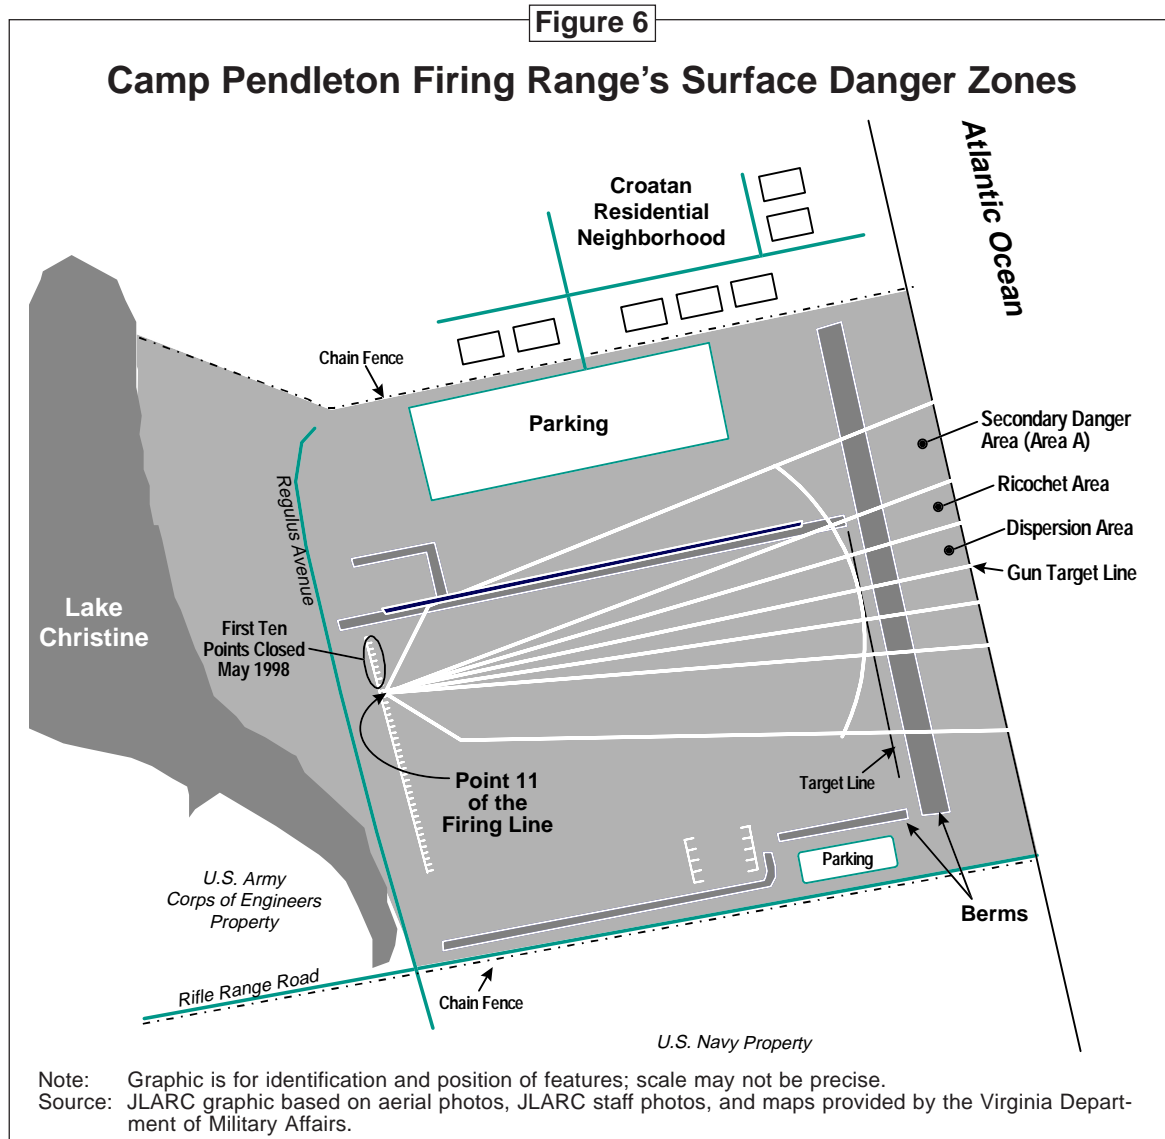 Figure 6
Camp Pendleton Firing Range's Surface Danger Zones
Atlantic Ocean
Croatan
Residential
Neighborhood
Chain Fence
Parking
Secondary Danger
Area (Area A)
Ricochet Area
Dispersion Area
Gun Target Line
Regulus Avenue
Lake
Christine
First Ten
Points Closed
May 1998
Point 11
of the
Firing Line
Target Line
Parking
Berms
U.S. Army
Corps of Engineers
Property
Rifle Range Road
Chain Fence
U.S. Navy Property
Note: Graphic is for identification and position of features; scale may not be precise.
Source: JLARC graphic based on aerial photos, JLARC staff photos, and maps provided by the Virginia Depart-
ment of Military Affairs.